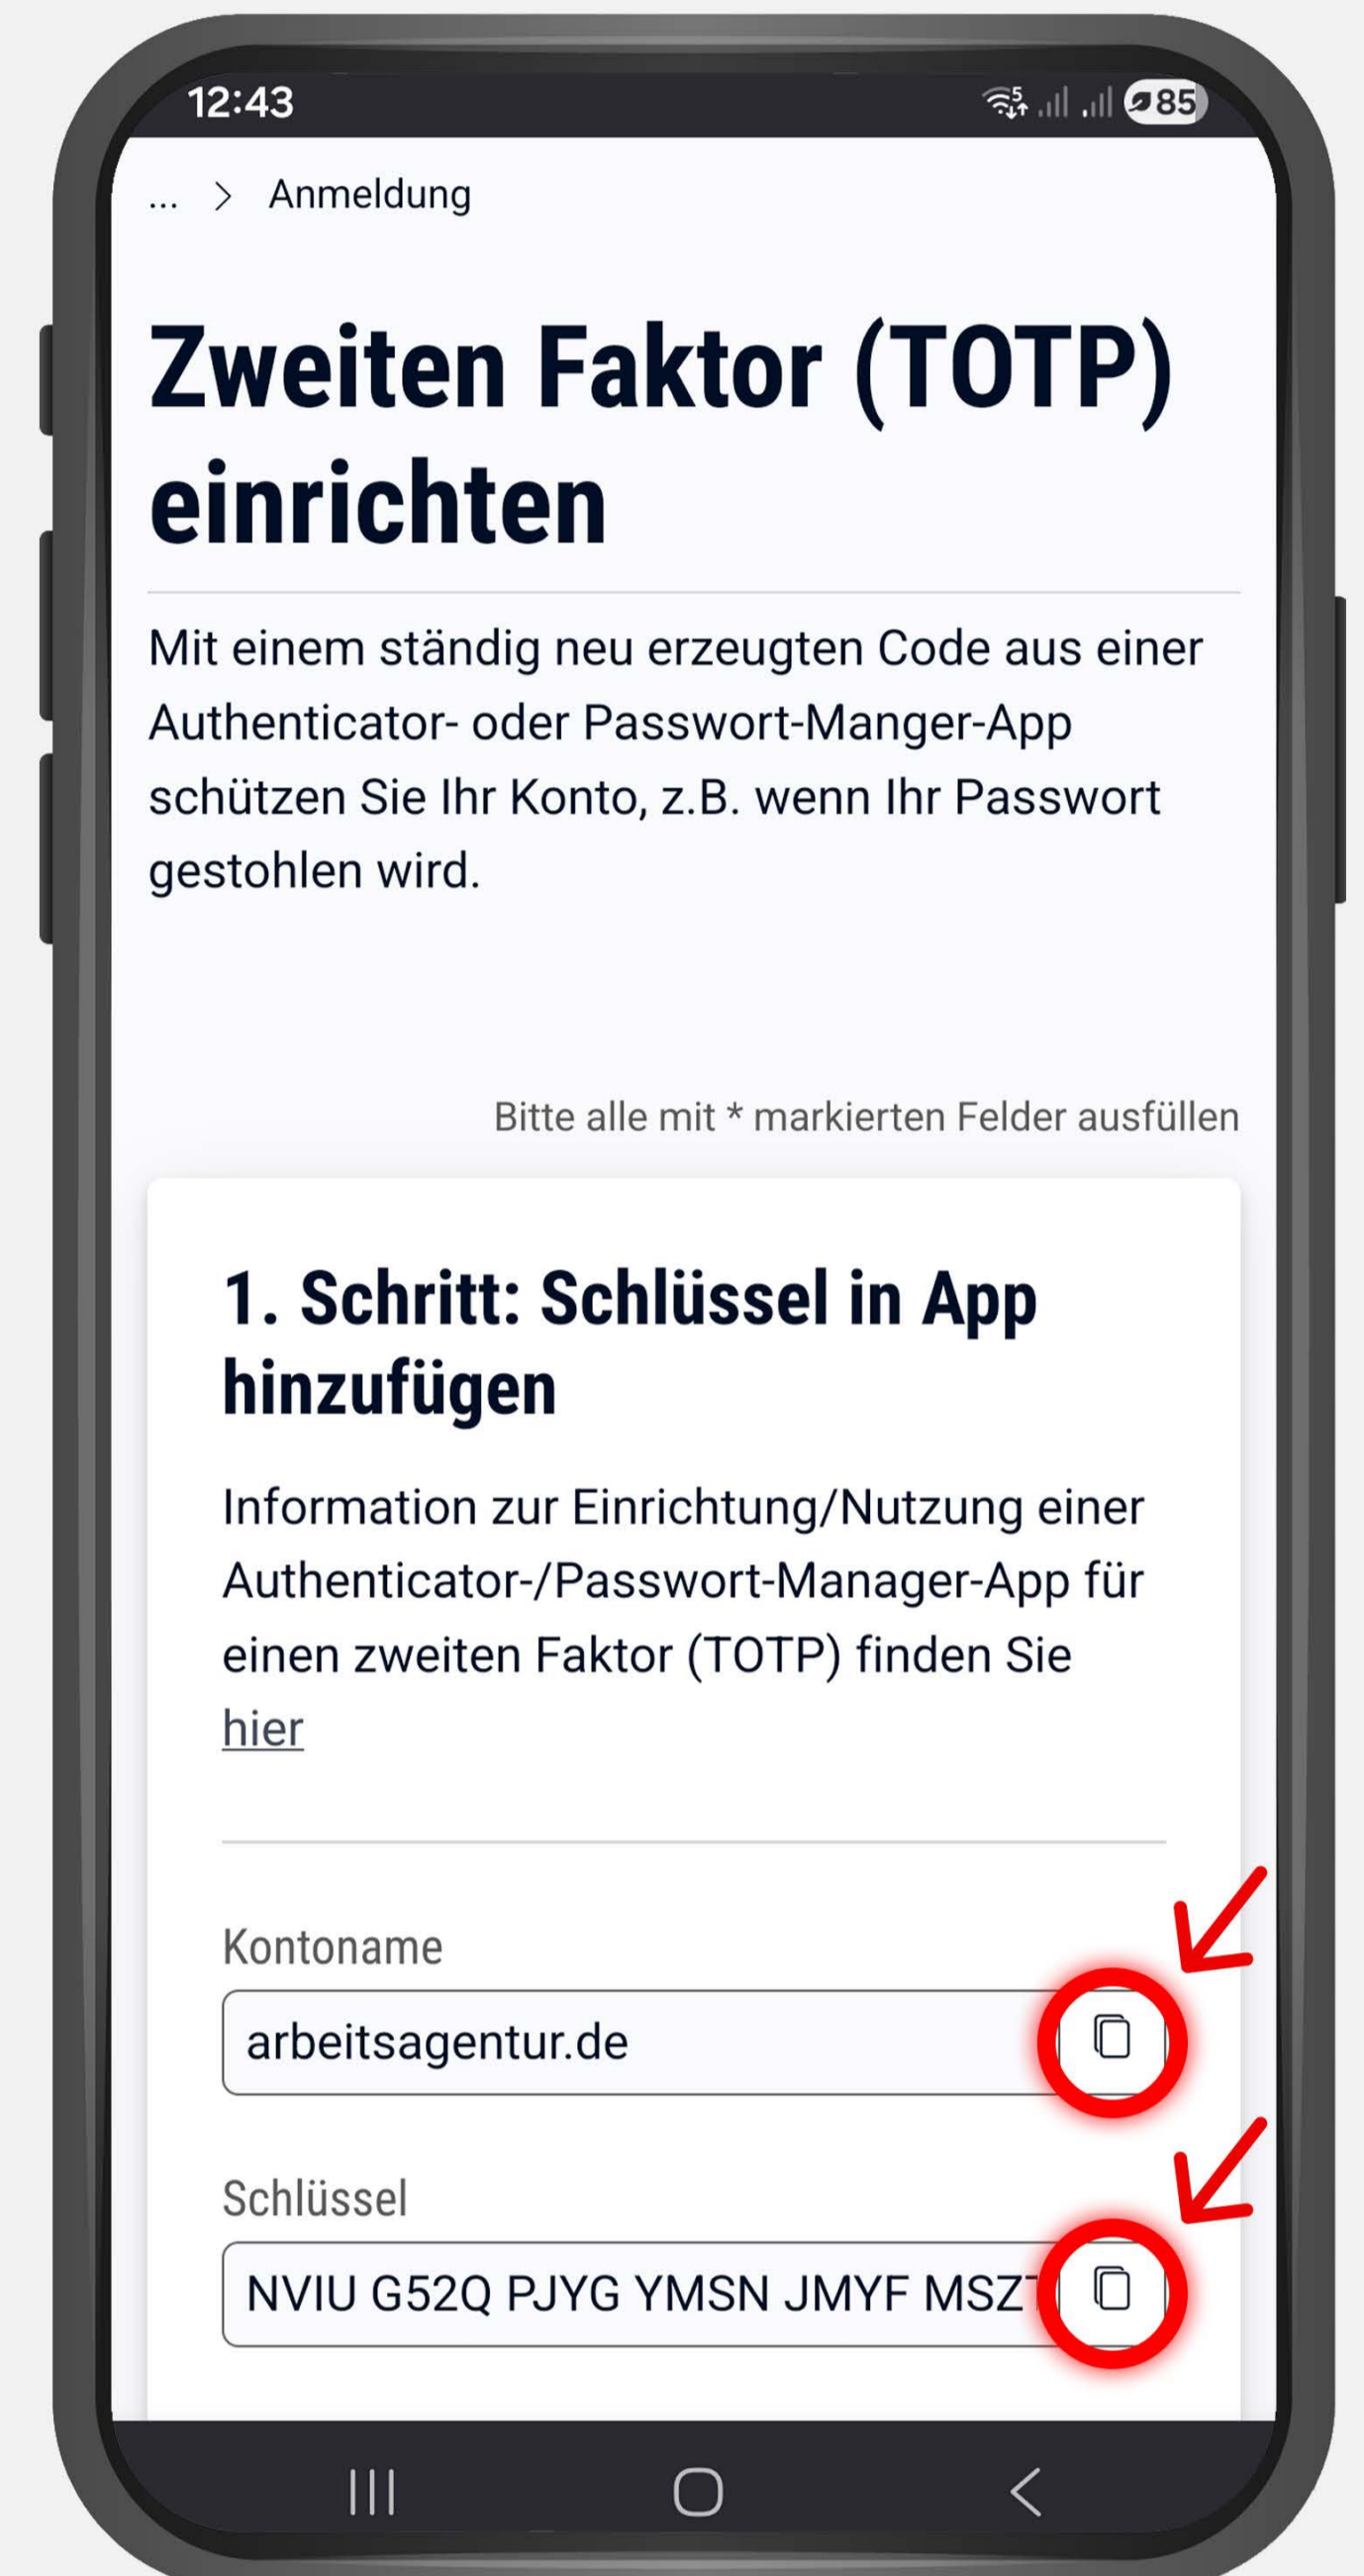 12:43
5
85
... > Anmeldung
Zweiten Faktor (TOTP)
einrichten
Mit einem ständig neu erzeugten Code aus einer
Authenticator- oder Passwort-Manger-App
schützen Sie Ihr Konto, z.B. wenn Ihr Passwort
gestohlen wird.
Bitte alle mit * markierten Felder ausfüllen
1. Schritt: Schlüssel in App
hinzufügen
Information zur Einrichtung/Nutzung einer
Authenticator-/Passwort-Manager-App für
einen zweiten Faktor (TOTP) finden Sie
hier
Kontoname
arbeitsagentur.de
Schlüssel
NVIU G52Q PJYG YMSN JMYF MSZ